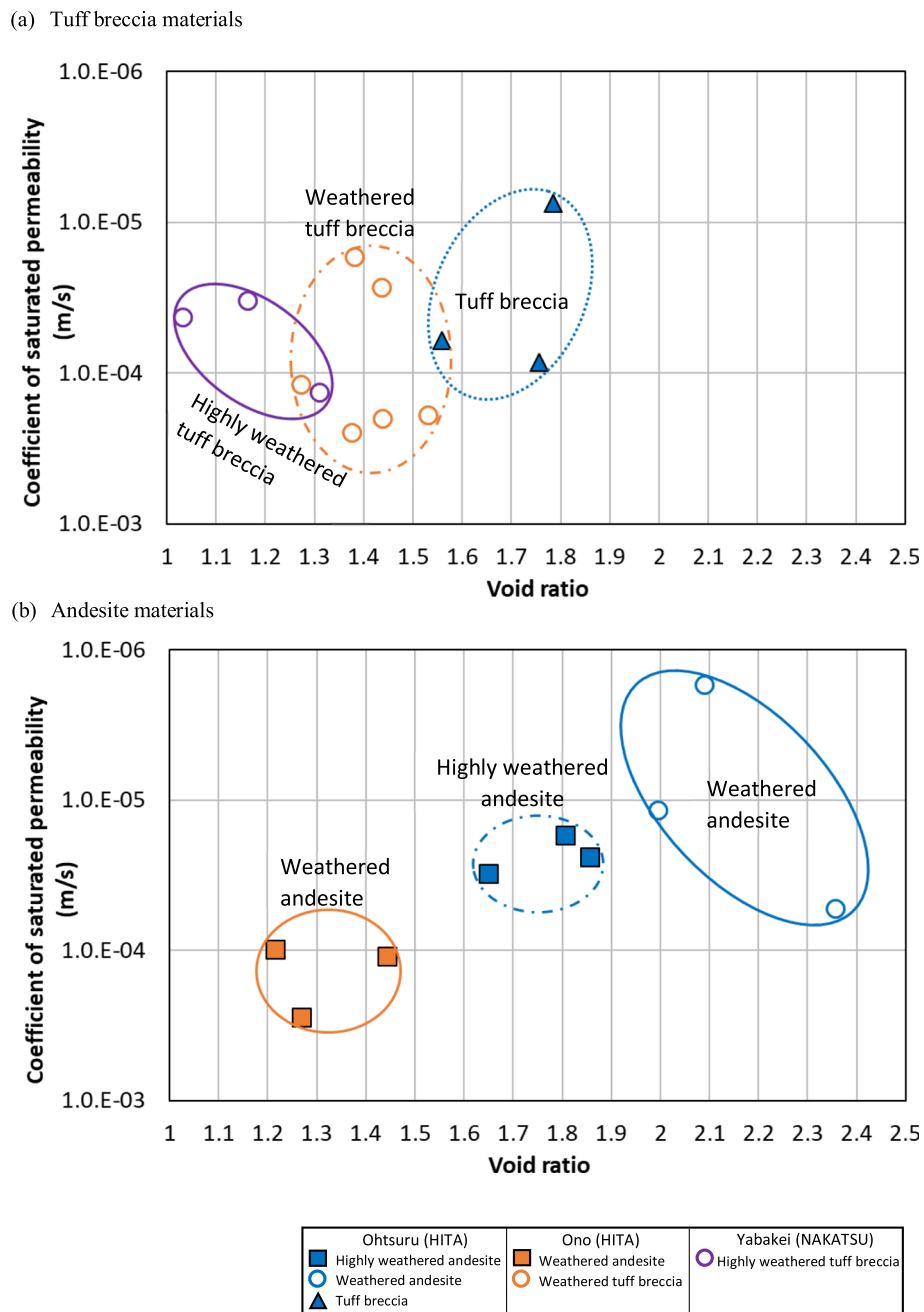 (a) Tuff breccia materials
Coefficient of saturated permeability
(m/s)
1.0.E-06
1.0.E-05
1.0.E-04
1.0.E-03
Weathered
tuff breccia
Tuff breccia
Highly weathered
tuff breccia
1 1.1 1.2 1.3 1.4 1.5 1.6 1.7 1.8 1.9 2 2.1 2.2 2.3 2.4 2.5
Void ratio
(b) Andesite materials
Coefficient of saturated permeability
(m/s)
1.0.E-06
1.0.E-05
1.0.E-04
1.0.E-03
Highly weathered
andesite
Weathered
andesite
Weathered
andesite
1 1.1 1.2 1.3 1.4 1.5 1.6 1.7 1.8 1.9 2 2.1 2.2 2.3 2.4 2.5
Void ratio
Ohtsuru (HITA)
Highly weathered andesite
Weathered andesite
Tuff breccia
Ono (HITA)
Weathered andesite
Weathered tuff breccia
Yabakei (NAKATSU)
Highly weathered tuff breccia